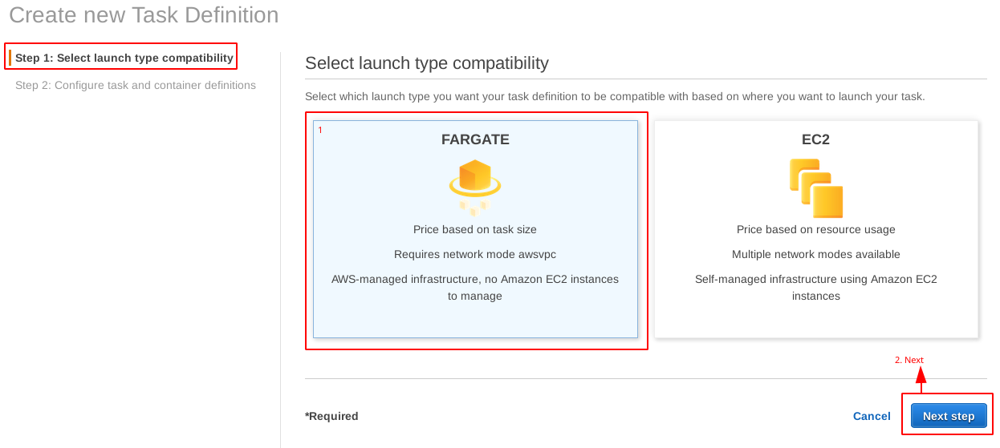 Create new Task Definition
Step 1: Select launch type compatibility
Step 2: Configure task and container definitions
Select launch type compatibility
Select which launch type you want your task definition to be compatible with based on where you want to launch your task.
1
FARGATE
Price based on task size
Requires network mode awsvpc
AWS-managed infrastructure, no Amazon EC2 instances
to manage
EC2
Price based on resource usage
Multiple network modes available
Self-managed infrastructure using Amazon EC2
instances
2. Next
*Required
Cancel
Next step